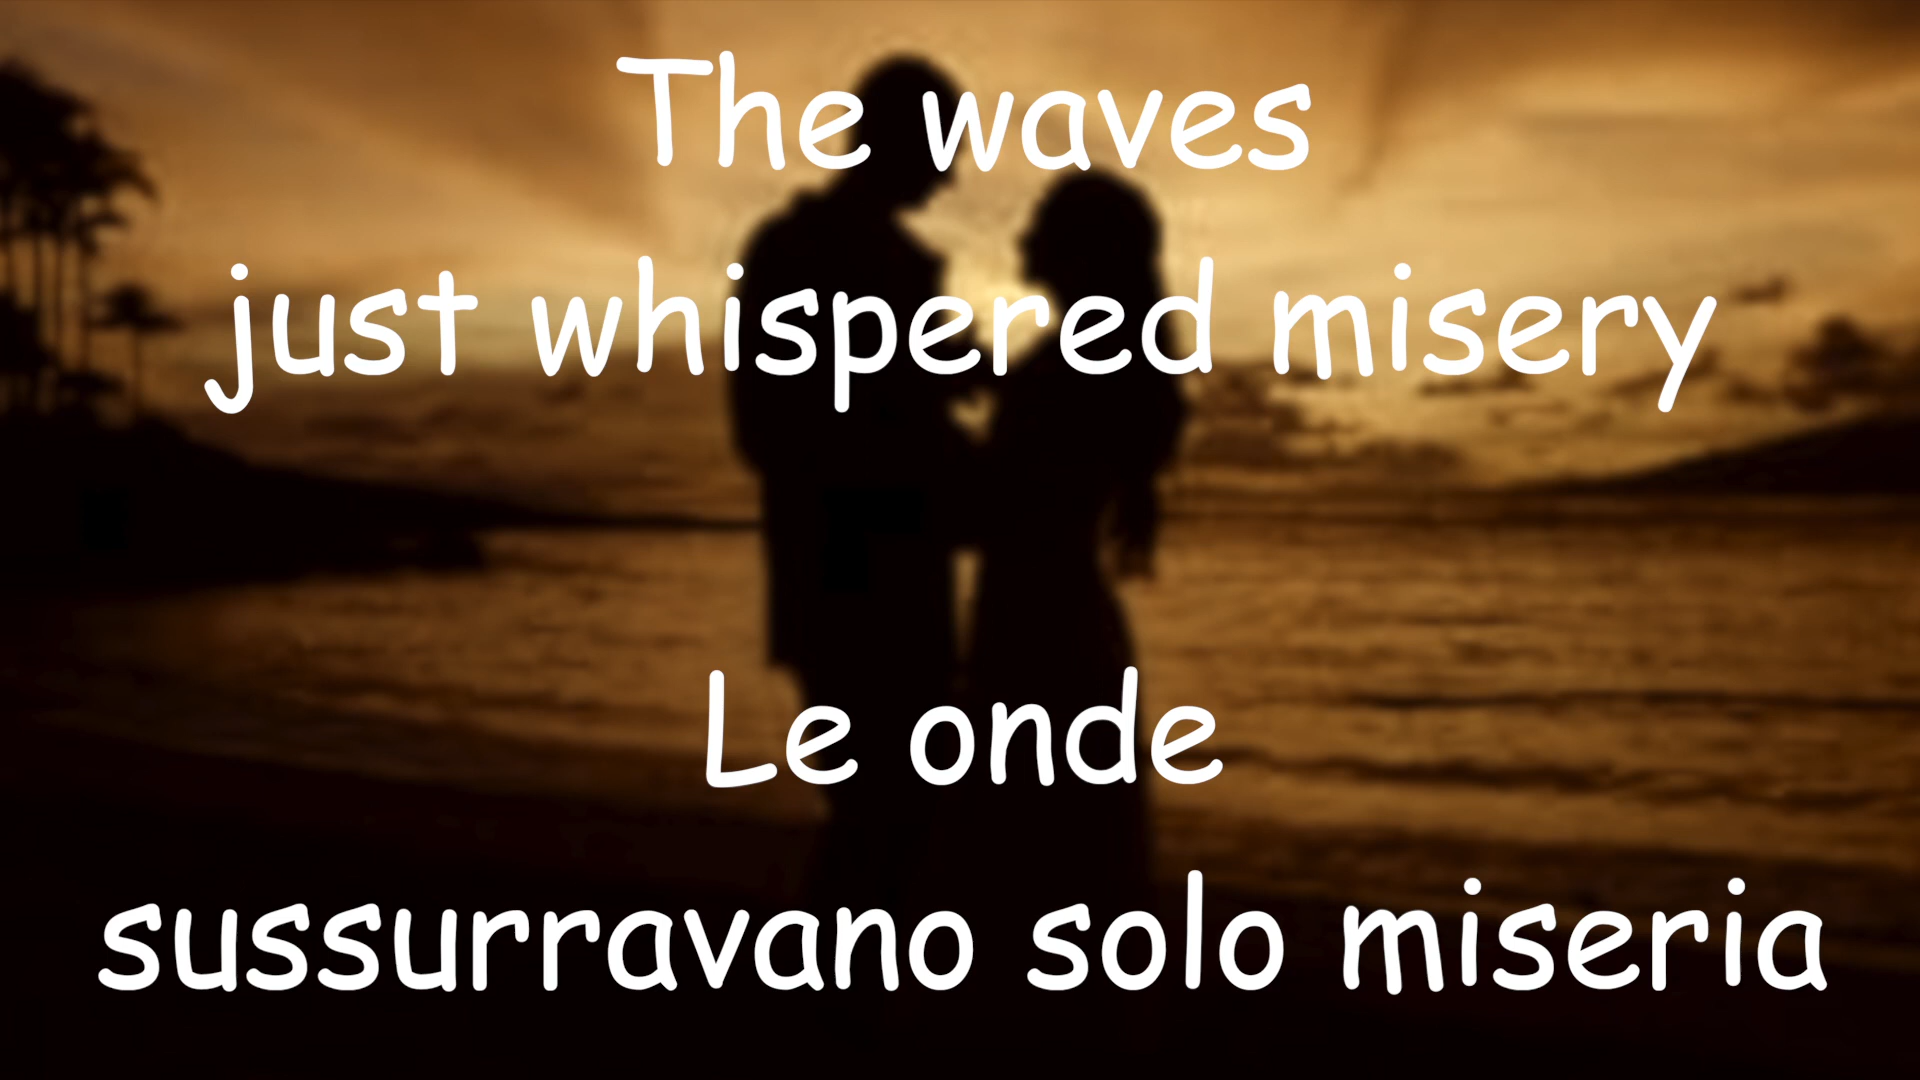 The waves
just whispered misery
Le onde
sussurravano solo miseria